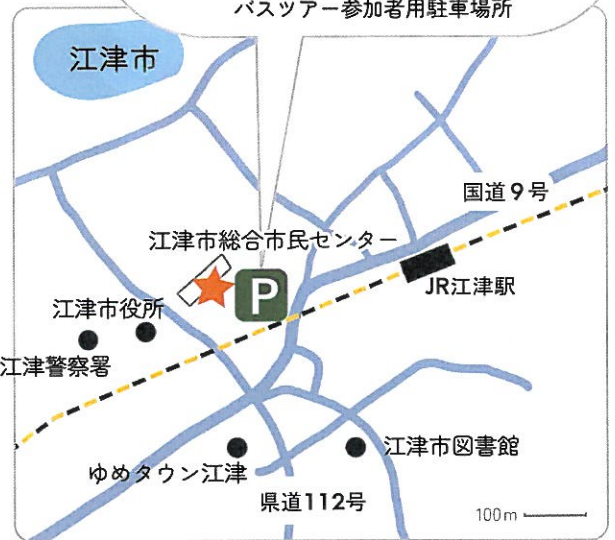 バスツアー参加者用駐車場所
江津市
国道9号
江津市総合市民センター
P
JR江津駅
江津市役所
江津警察署
江津市図書館
ゆめタウン江津
県道112号
100m